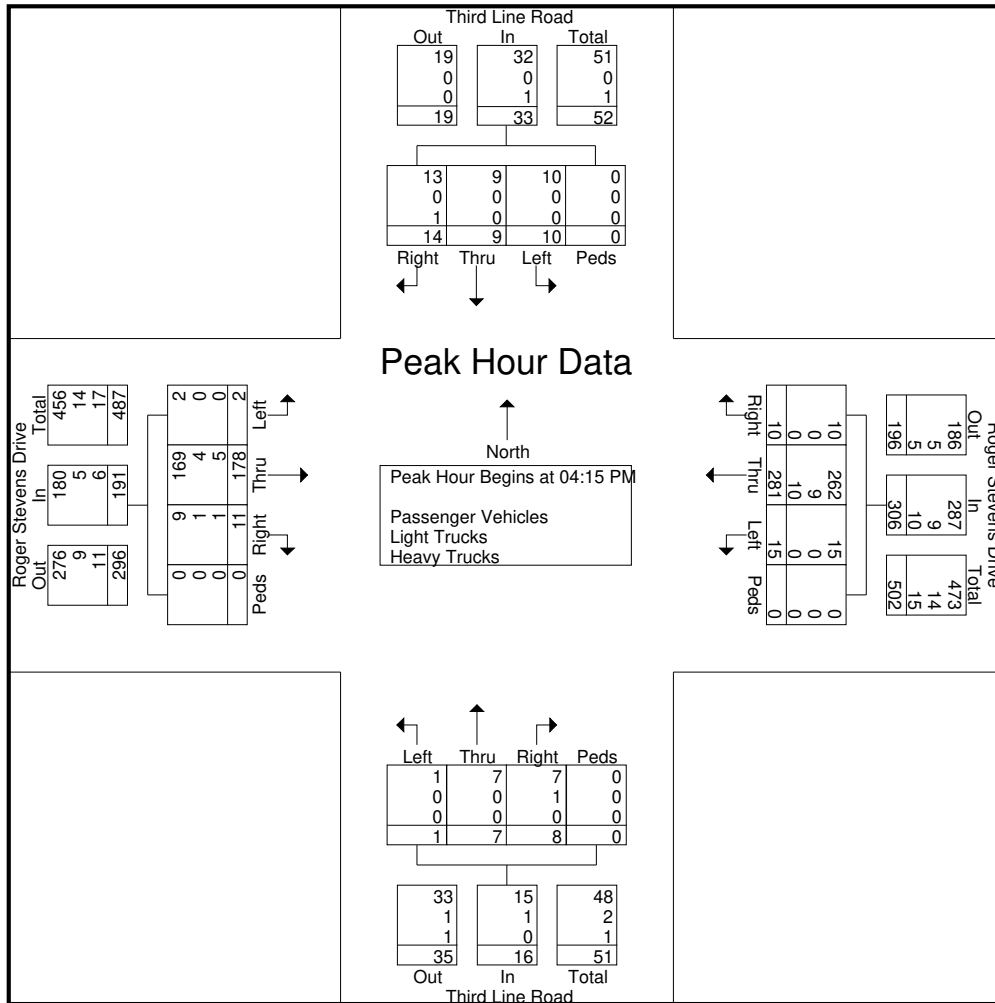 Third Line Road
Out In Total
19 32 51
0 0 0
0 1 1
19 33 52
13 9 10 0
0 0 0 0
1 0 0 0
14 9 10 0
Right Thru Left Peds
Peak Hour Data
North
Peak Hour Begins at 04:15 PM
Passenger Vehicles
Light Trucks
Heavy Trucks
Roger Stevens Drive
Out In Total
276 180 456
9 5 14
11 6 17
296 191 487
Left Thru Right Peds
2 169 9 0
0 4 1 0
0 5 1 0
2 178 11 0
Roger Stevens Drive
Out In Total
186 287 473
5 9 14
5 10 15
196 306 502
10 262 15 0
0 9 0 0
0 10 0 0
10 281 15 0
Right Thru Left Peds
Left Thru Right Peds
1 7 7 0
0 0 1 0
0 0 0 0
1 7 8 0
33 15 48
1 1 2
1 0 1
35 16 51
Out In Total
Third Line Road